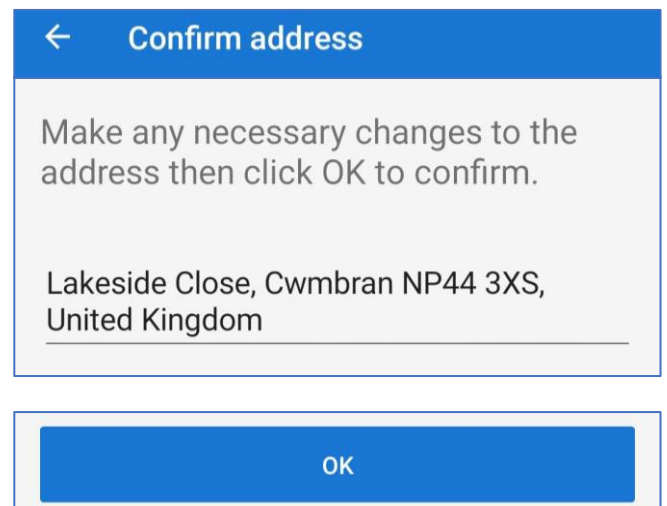 Confirm address
Make any necessary changes to the
address then click OK to confirm.
Lakeside Close, Cwmbran NP44 3XS,
United Kingdom
OK